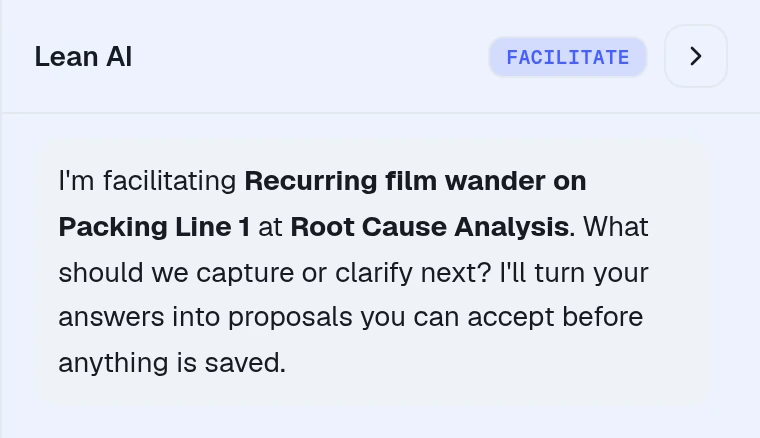 Lean AI
FACILITATE
I'm facilitating Recurring film wander on
Packing Line 1 at Root Cause Analysis. What
should we capture or clarify next? I'll turn your
answers into proposals you can accept before
anything is saved.